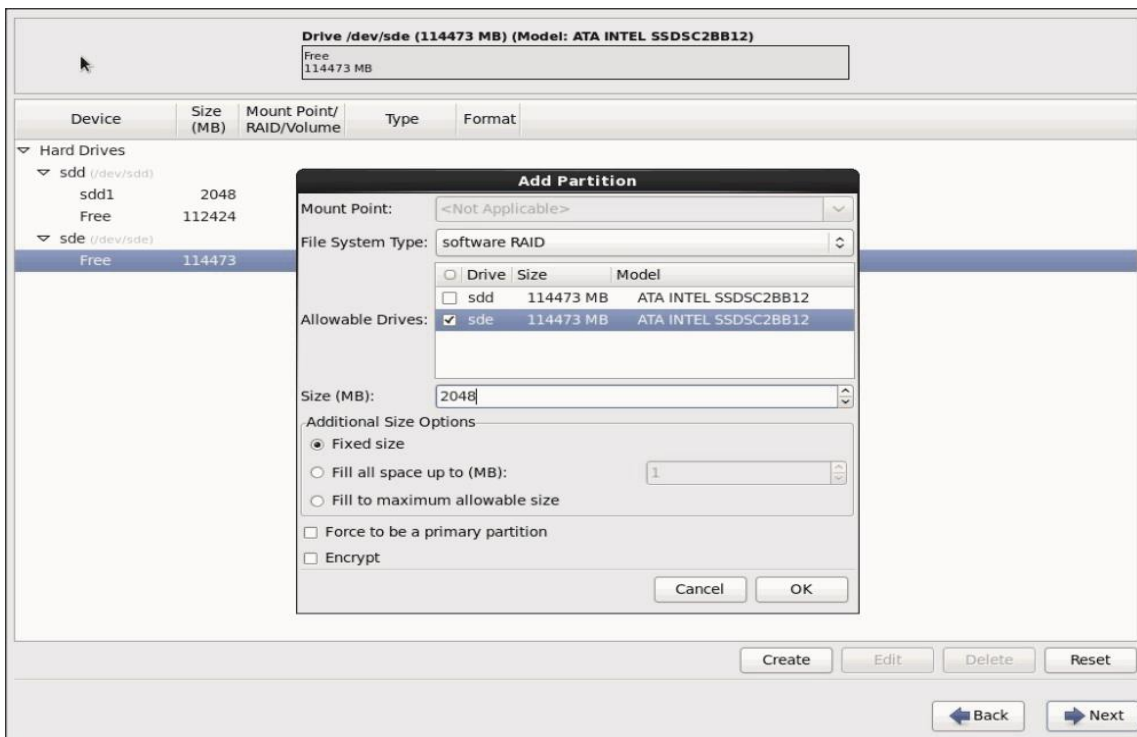 Drive /dev/sde (114473 MB) (Model: ATA INTEL SSDSC2BB12)
Free
114473 MB
Device Size (MB) Mount Point/ RAID/Volume Type Format
Hard Drives
sdd (/dev/sdd)
sdd1 2048
Free 112424
sde (/dev/sde)
Free 114473
Add Partition
Mount Point: <Not Applicable>
File System Type: software RAID
Allowable Drives:
Drive Size Model
sdd 114473 MB ATA INTEL SSDSC2BB12
sde 114473 MB ATA INTEL SSDSC2BB12
Size (MB): 2048
Additional Size Options
Fixed size
Fill all space up to (MB): 1
Fill to maximum allowable size
Force to be a primary partition
Encrypt
Cancel OK
Create Edit Delete Reset
Back Next